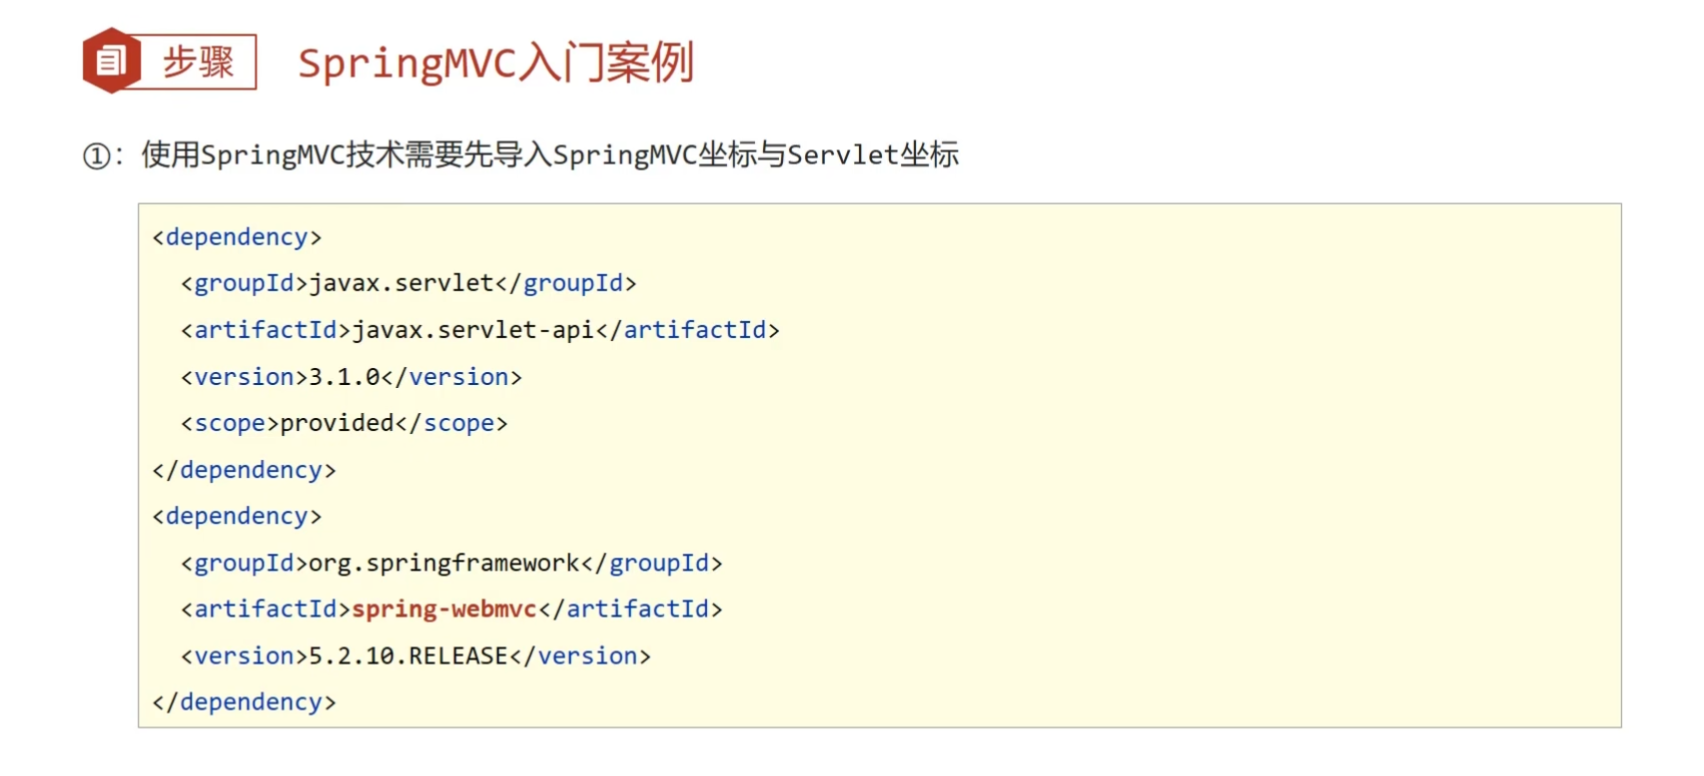 步骤 SpringMVC入门案例
①：使用SpringMVC技术需要先导入SpringMVC坐标与Servlet坐标
<dependency>
  <groupId>javax.servlet</groupId>
  <artifactId>javax.servlet-api</artifactId>
  <version>3.1.0</version>
  <scope>provided</scope>
</dependency>
<dependency>
  <groupId>org.springframework</groupId>
  <artifactId>spring-webmvc</artifactId>
  <version>5.2.10.RELEASE</version>
</dependency>